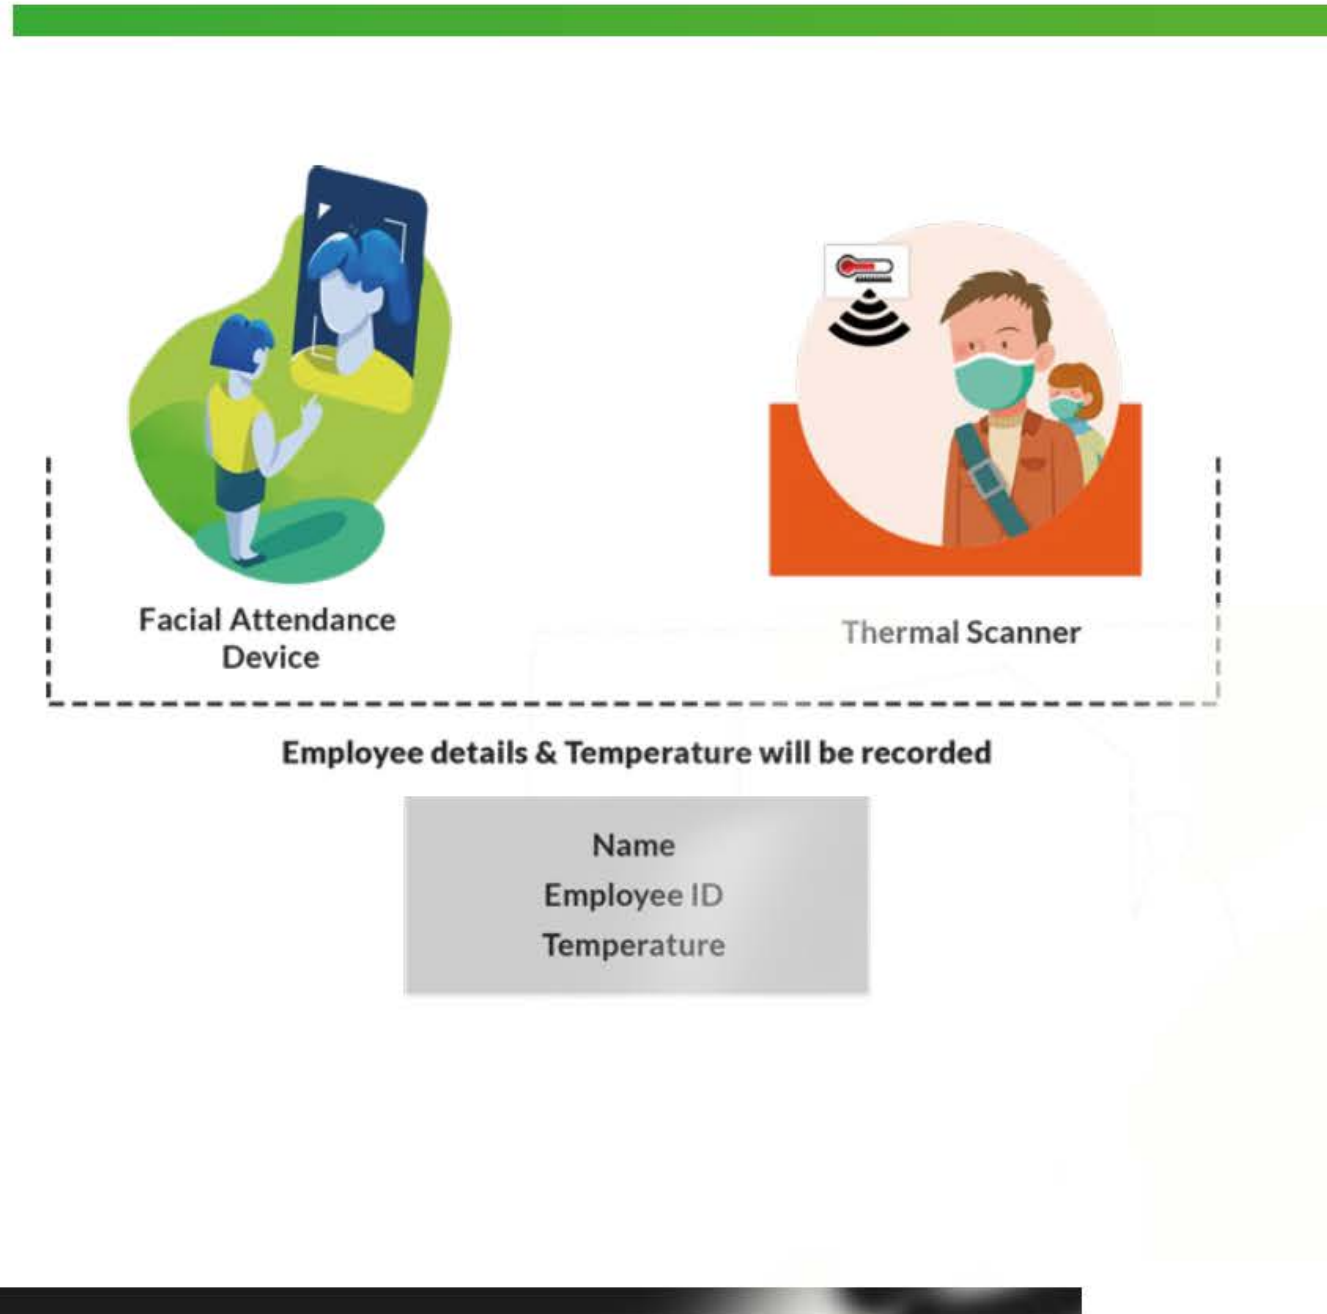 Facial Attendance
Device
Thermal Scanner
Employee details & Temperature will be recorded
Name
Employee ID
Temperature